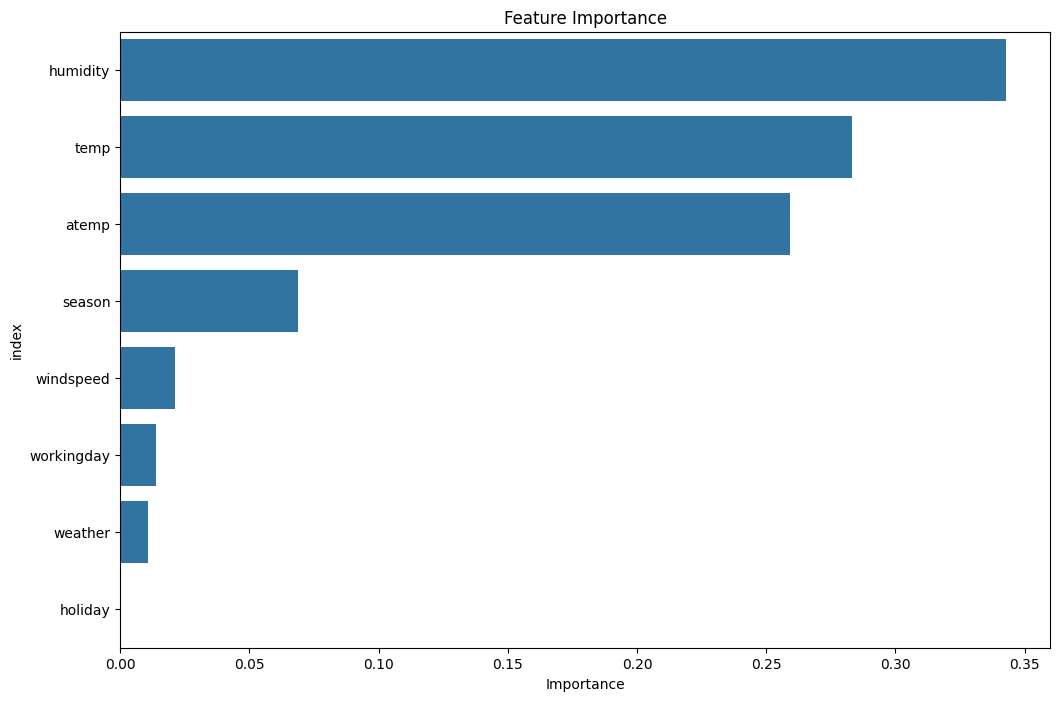 Feature Importance
humidity
temp
atemp
season
windspeed
workingday
weather
holiday
index
0.00 0.05 0.10 0.15 0.20 0.25 0.30 0.35
Importance